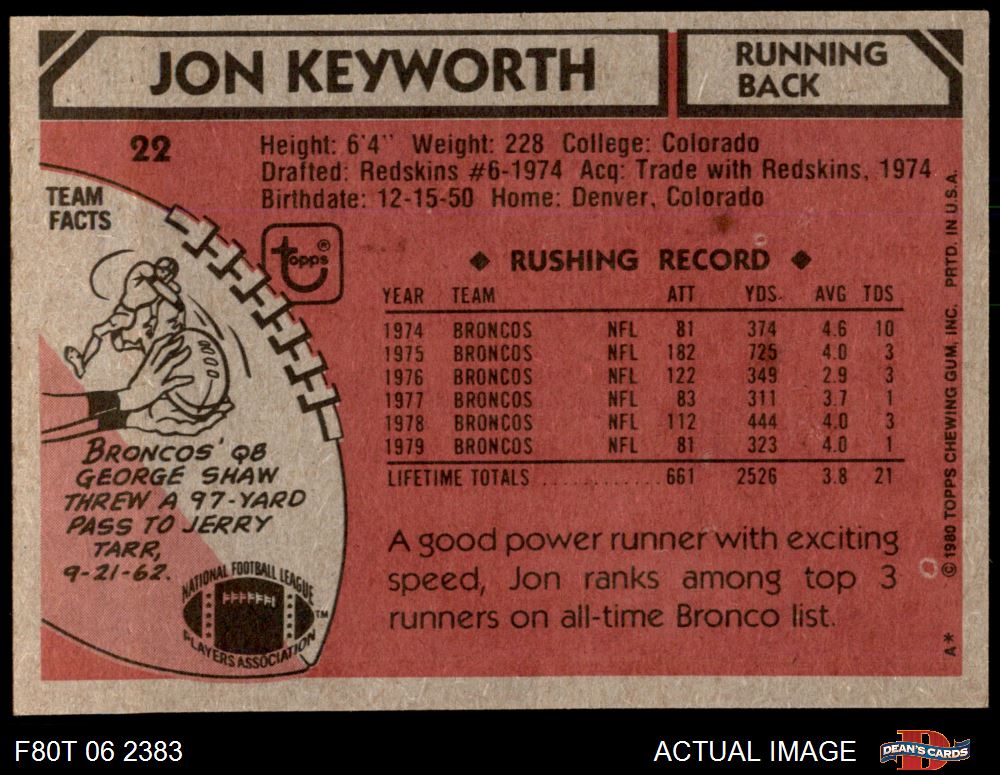 JON KEYWORTH
RUNNING
BACK
22
Height: 6'4" Weight: 228 College: Colorado
Drafted: Redskins #6-1974 Acq: Trade with Redskins, 1974
Birthdate: 12-15-50 Home: Denver, Colorado
TEAM
FACTS
topps®
BRONCOS' QB
GEORGE SHAW
THREW A 97-YARD
PASS TO JERRY
TARR,
9-21-62.
NATIONAL FOOTBALL LEAGUE
PLAYERS ASSOCIATION
TM
◆ RUSHING RECORD ◆
YEAR TEAM ATT YDS. AVG TDS
1974 BRONCOS NFL 81 374 4.6 10
1975 BRONCOS NFL 182 725 4.0 3
1976 BRONCOS NFL 122 349 2.9 3
1977 BRONCOS NFL 83 311 3.7 1
1978 BRONCOS NFL 112 444 4.0 3
1979 BRONCOS NFL 81 323 4.0 1
LIFETIME TOTALS ............. 661 2526 3.8 21
A good power runner with exciting
speed, Jon ranks among top 3
runners on all-time Bronco list.
A* © 1980 TOPPS CHEWING GUM, INC. PRTD. IN U.S.A.
F80T 06 2383
ACTUAL IMAGE
D
DEAN'S CARDS